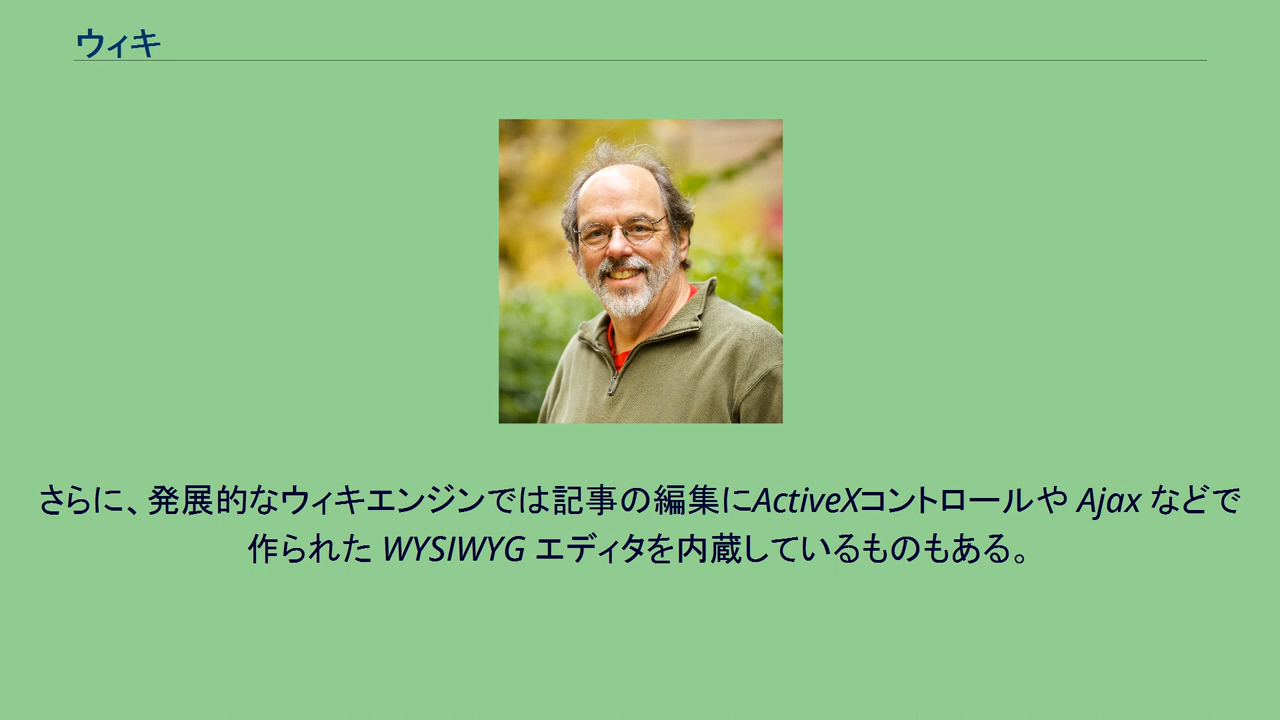 ウィキ
さらに、発展的なウィキエンジンでは記事の編集にActiveXコントロールや Ajax などで
作られた WYSIWYG エディタを内蔵しているものもある。